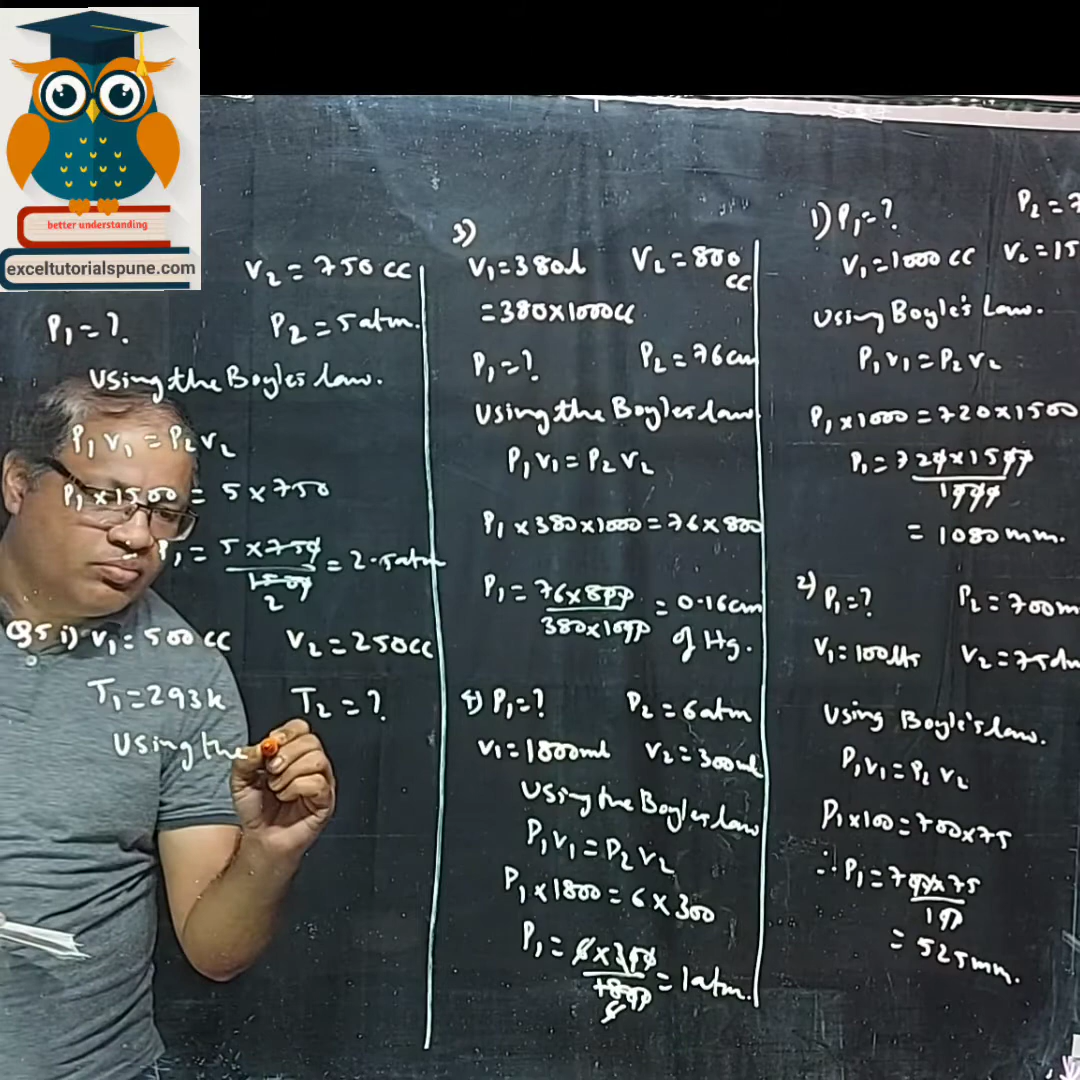 better understanding
exceltutorialspune.com
V₂ = 750 cc
P₁ = ?
P₂ = 5 atm.
Using the Boyle's law.
P₁ V₁ = P₂ V₂
P₁ × 1500 = 5 × 750
P₁ = 5 × 750 / 1500 = 2.5 atm
2
Q5 i) V₁ = 500 cc V₂ = 250 cc
T₁ = 293 k T₂ = ?
Using the
3)
V₁ = 380 l V₂ = 800 cc
= 380 × 1000 cc
P₁ = ? P₂ = 76 cm
Using the Boyles law.
P₁ V₁ = P₂ V₂
P₁ × 380 × 1000 = 76 × 800
P₁ = 76 × 800 / 380 × 1000 = 0.16 cm
of Hg.
4) P₁ = ? P₂ = 6 atm
V₁ = 1800 ml V₂ = 300 ml
Using the Boyles law
P₁ V₁ = P₂ V₂
P₁ × 1800 = 6 × 300
P₁ = 6 × 300 / 1800 = 1 atm.
6
1) P₁ = ? P₂ = 7
V₁ = 1000 cc V₂ = 15
Using Boyle's Law.
P₁ V₁ = P₂ V₂
P₁ × 1000 = 720 × 1500
P₁ = 720 × 1500 / 1000
= 1080 mm.
2) P₁ = ? P₂ = 700 m
V₁ = 100 lts V₂ = 75
Using Boyle's law.
P₁ V₁ = P₂ V₂
P₁ × 100 = 700 × 75
∴ P₁ = 700 × 75 / 100
= 525 mm.